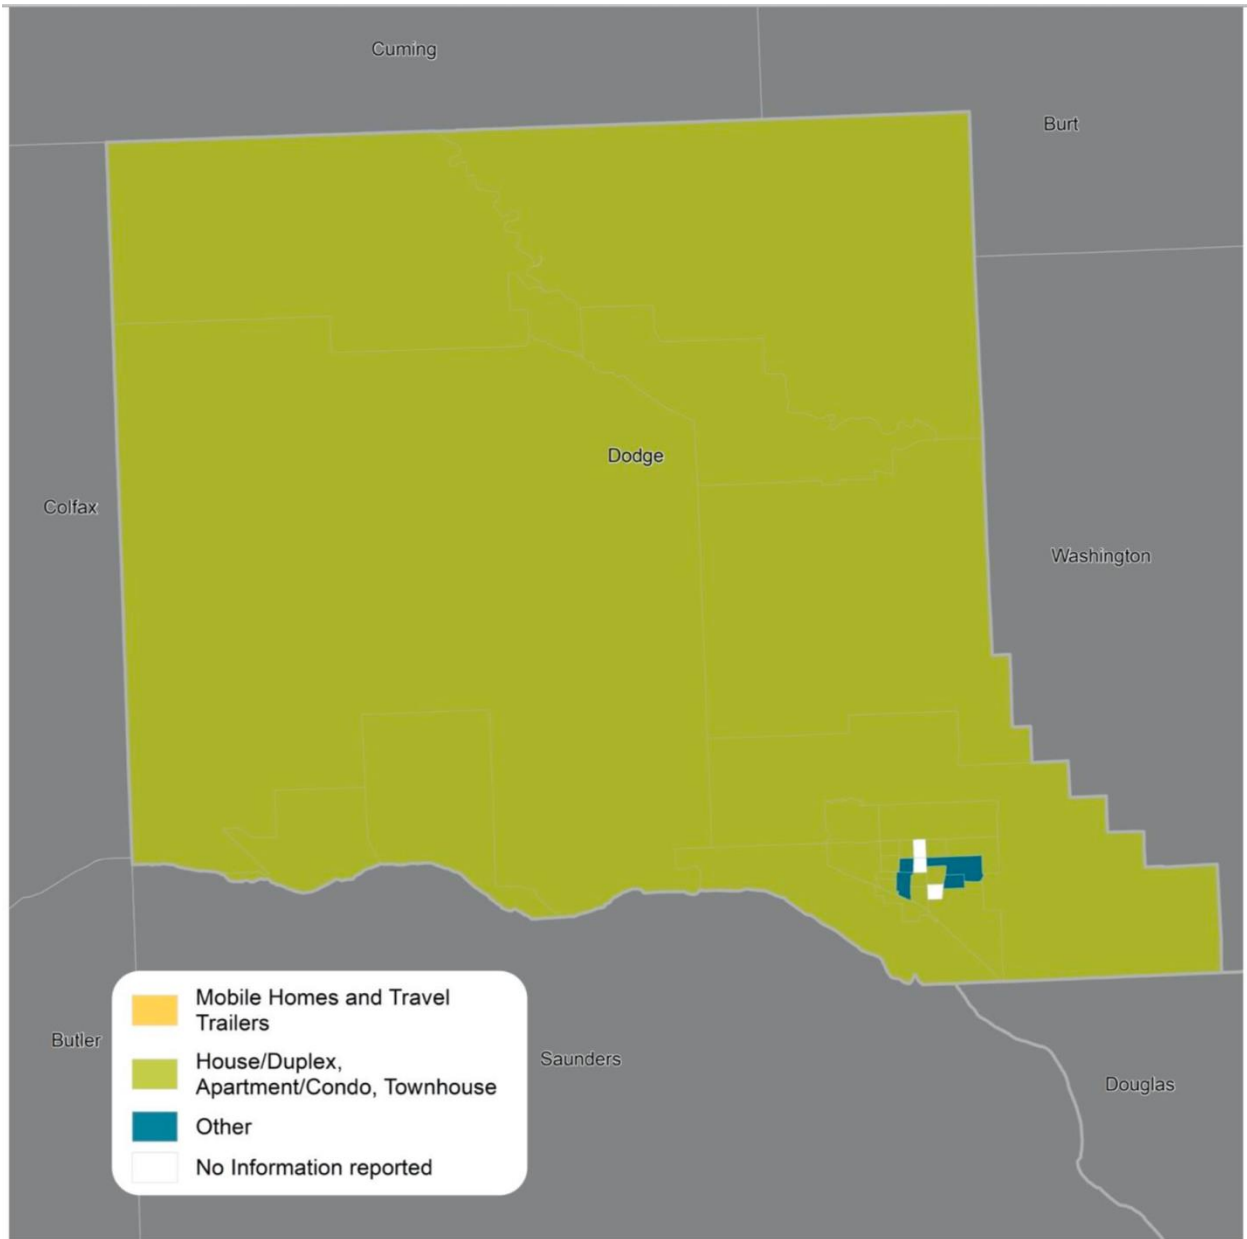 Cuming
Burt
Dodge
Colfax
Washington
Mobile Homes and Travel
Trailers
House/Duplex,
Apartment/Condo, Townhouse
Other
No Information reported
Butler
Saunders
Douglas